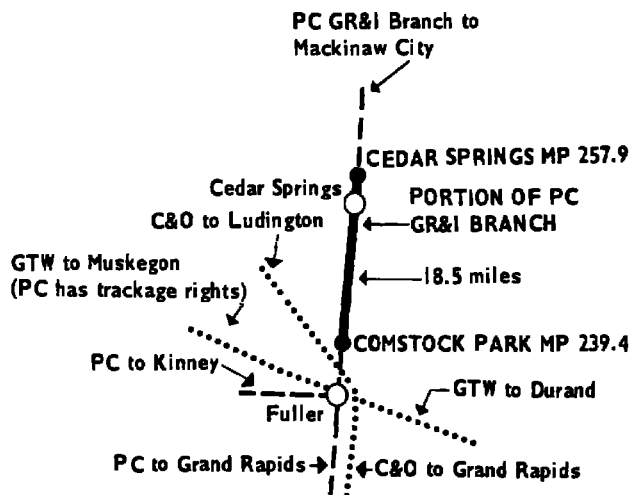 PC GR&I Branch to
Mackinaw City
CEDAR SPRINGS MP 257.9
Cedar Springs
PORTION OF PC
GR&I BRANCH
C&O to Ludington
GTW to Muskegon
(PC has trackage rights)
18.5 miles
COMSTOCK PARK MP 239.4
PC to Kinney
GTW to Durand
Fuller
PC to Grand Rapids
C&O to Grand Rapids